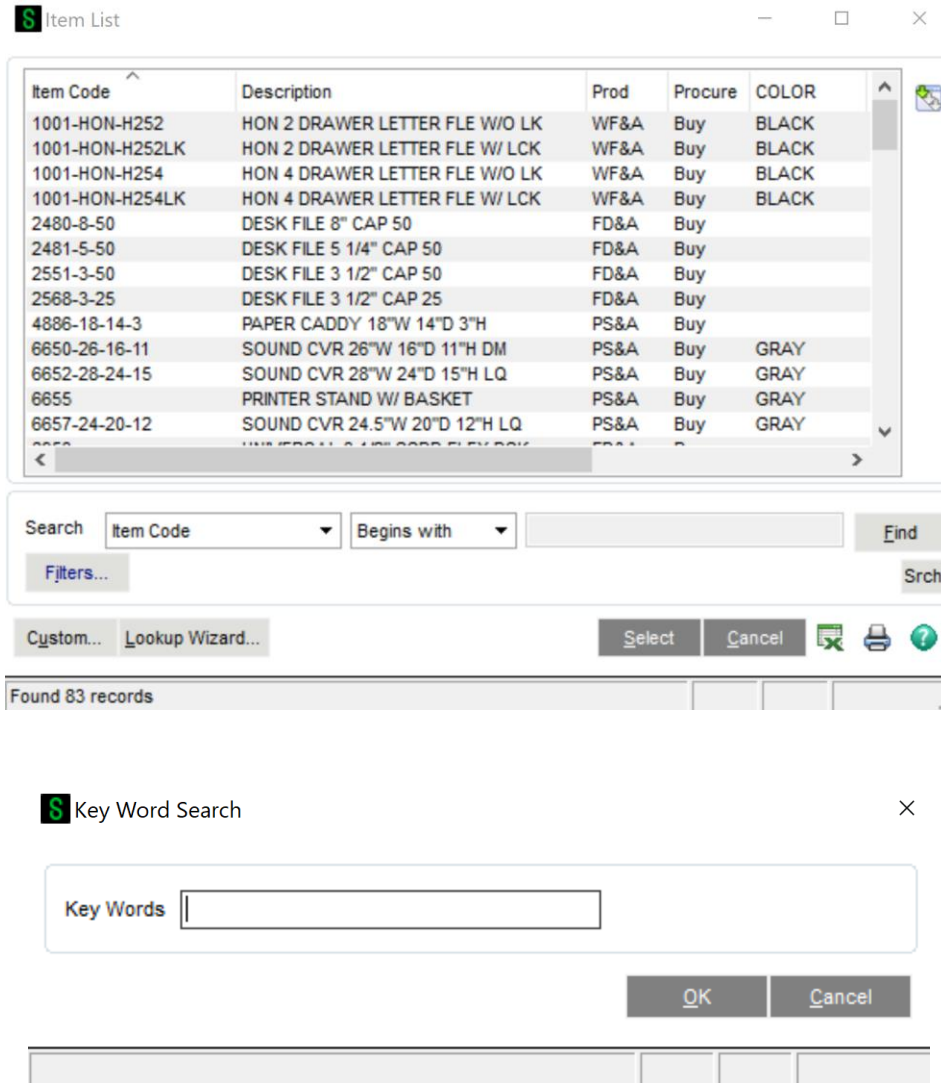 S Item List
Item Code Description Prod Procure COLOR
1001-HON-H252 HON 2 DRAWER LETTER FLE W/O LK WF&A Buy BLACK
1001-HON-H252LK HON 2 DRAWER LETTER FLE W/ LCK WF&A Buy BLACK
1001-HON-H254 HON 4 DRAWER LETTER FLE W/O LK WF&A Buy BLACK
1001-HON-H254LK HON 4 DRAWER LETTER FLE W/ LCK WF&A Buy BLACK
2480-8-50 DESK FILE 8" CAP 50 FD&A Buy
2481-5-50 DESK FILE 5 1/4" CAP 50 FD&A Buy
2551-3-50 DESK FILE 3 1/2" CAP 50 FD&A Buy
2568-3-25 DESK FILE 3 1/2" CAP 25 FD&A Buy
4886-18-14-3 PAPER CADDY 18"W 14"D 3"H PS&A Buy
6650-26-16-11 SOUND CVR 26"W 16"D 11"H DM PS&A Buy GRAY
6652-28-24-15 SOUND CVR 28"W 24"D 15"H LQ PS&A Buy GRAY
6655 PRINTER STAND W/ BASKET PS&A Buy GRAY
6657-24-20-12 SOUND CVR 24.5"W 20"D 12"H LQ PS&A Buy GRAY
Search Item Code Begins with Find
Filters... Srch
Custom... Lookup Wizard... Select Cancel ?
Found 83 records
S Key Word Search
Key Words
OK Cancel